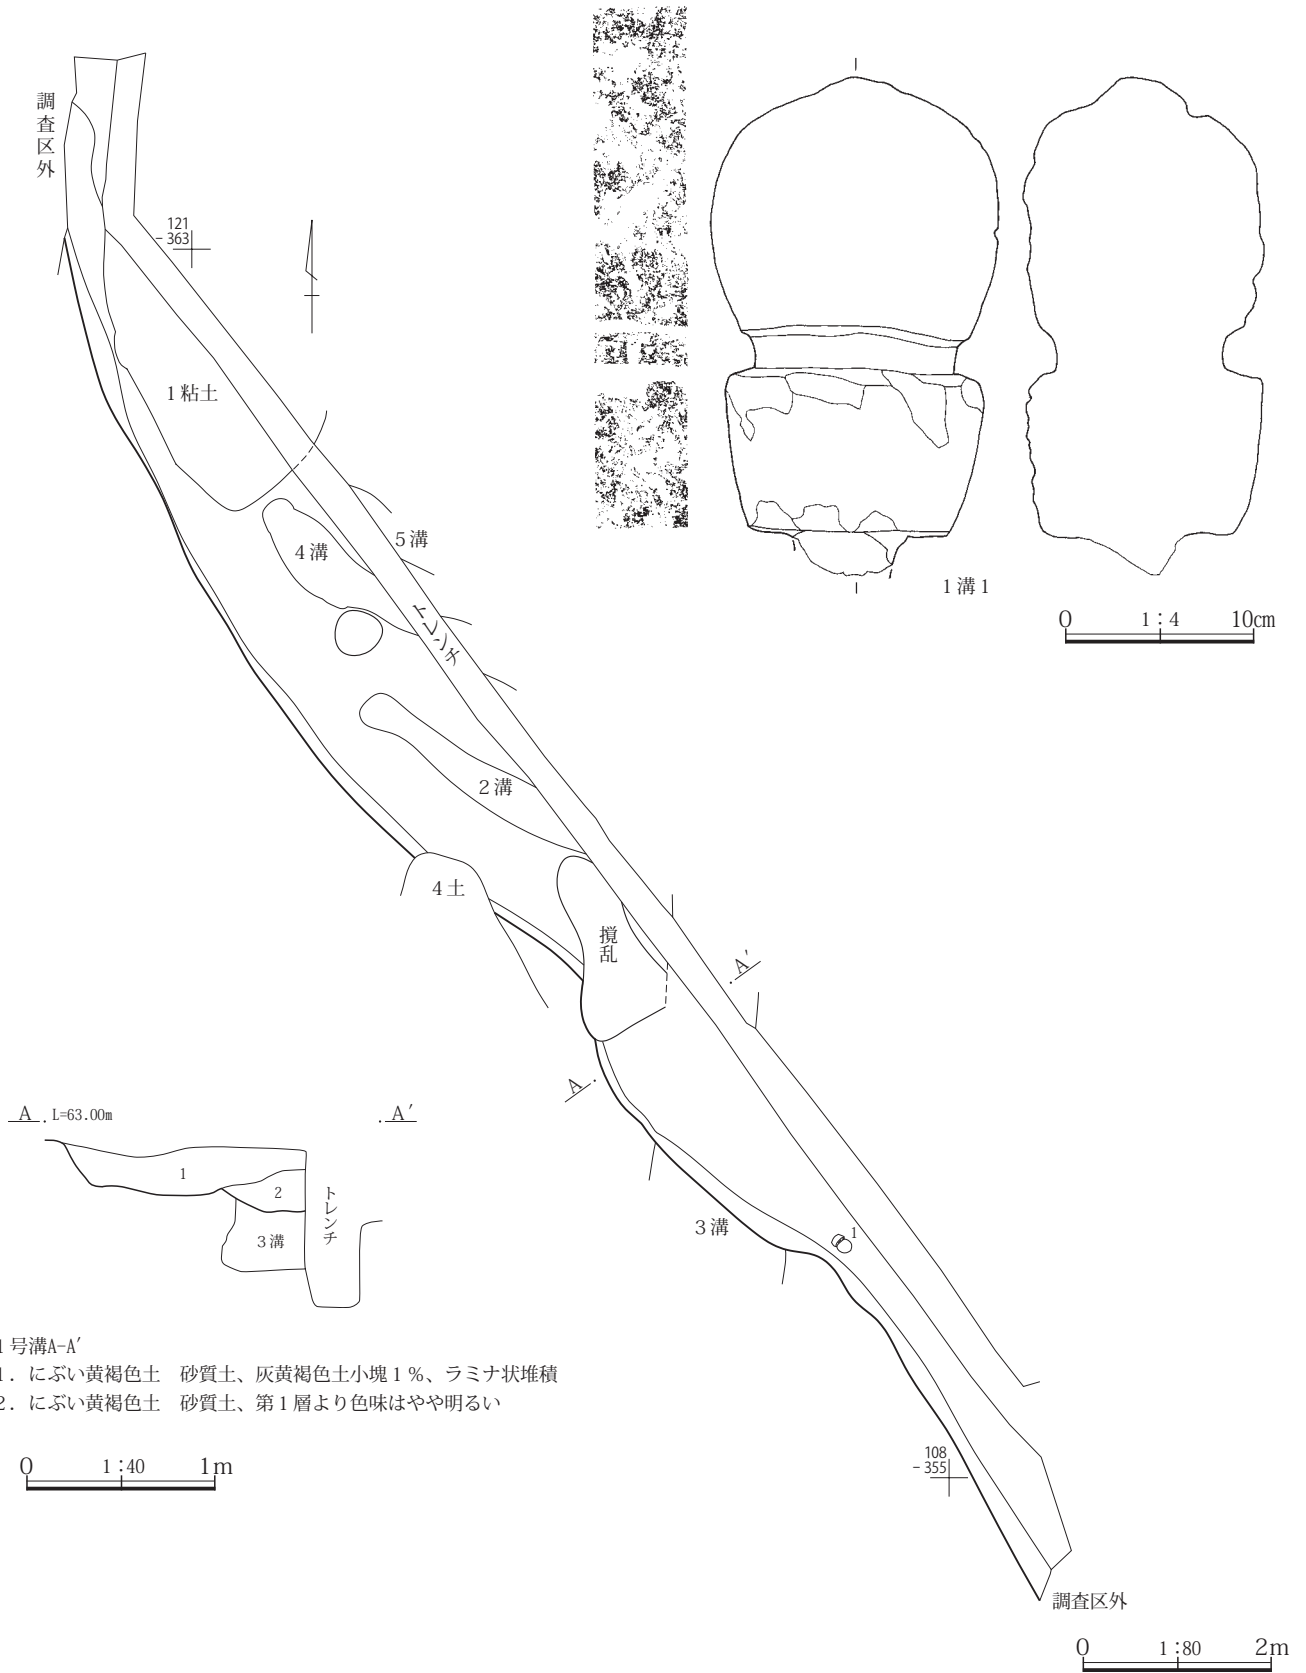 調査区外
121
−363
1粘土
4溝
5溝
トレンチ
2溝
4土
撹乱
A′
A
3溝
1
108
−355
調査区外
0 1:80 2m
1溝1
0 1:4 10cm
A L=63.00m A′
1
2
3溝
トレンチ
1号溝A-A′
1．にぶい黄褐色土　砂質土、灰黄褐色土小塊1％、ラミナ状堆積
2．にぶい黄褐色土　砂質土、第1層より色味はやや明るい
0 1:40 1m